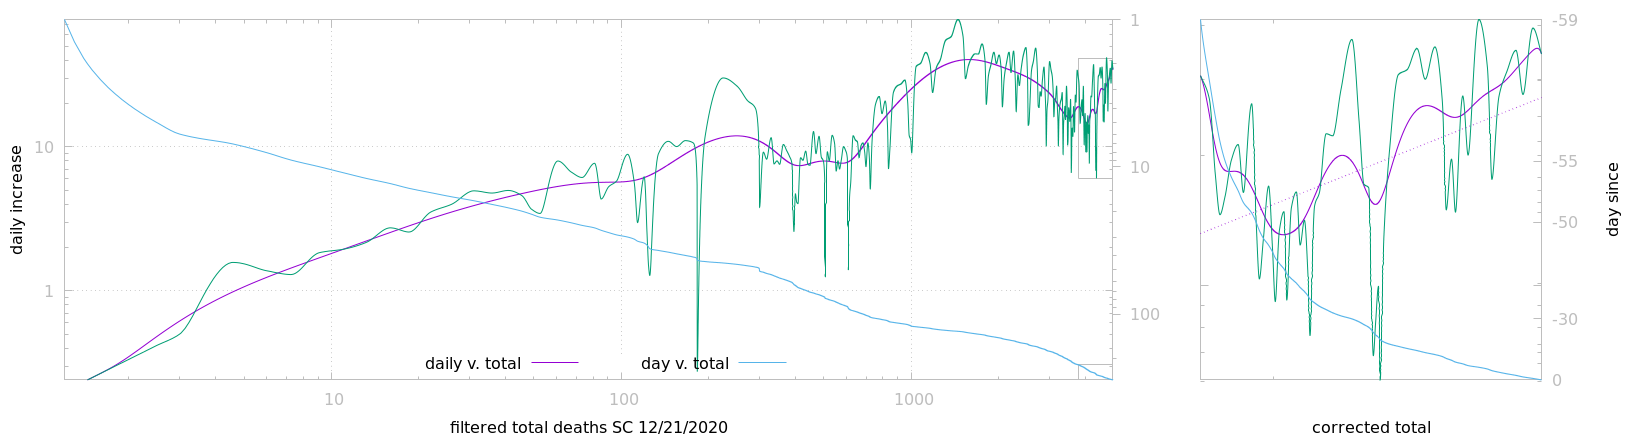 daily increase
10
1
daily v. total
day v. total
10
100
1000
1
10
100
filtered total deaths SC 12/21/2020
-59
-55
-50
-30
0
day since
corrected total